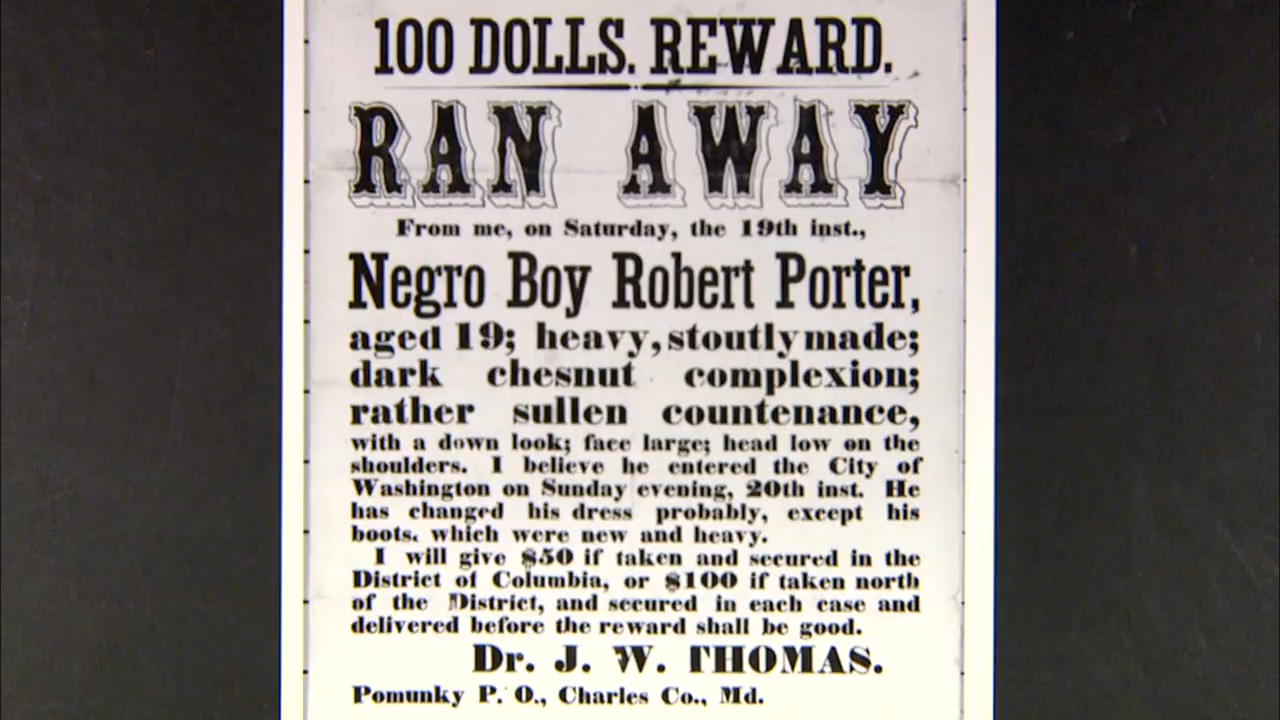 100 DOLLS. REWARD.
RAN AWAY
From me, on Saturday, the 19th inst.,
Negro Boy Robert Porter,
aged 19; heavy, stoutly made;
dark chesnut complexion;
rather sullen countenance,
with a down look; face large; head low on the
shoulders. I believe he entered the City of
Washington on Sunday evening, 20th inst. He
has changed his dress probably, except his
boots, which were new and heavy.
I will give $50 if taken and secured in the
District of Columbia, or $100 if taken north
of the District, and secured in each case and
delivered before the reward shall be good.
Dr. J. W. THOMAS.
Pomunky P. O., Charles Co., Md.